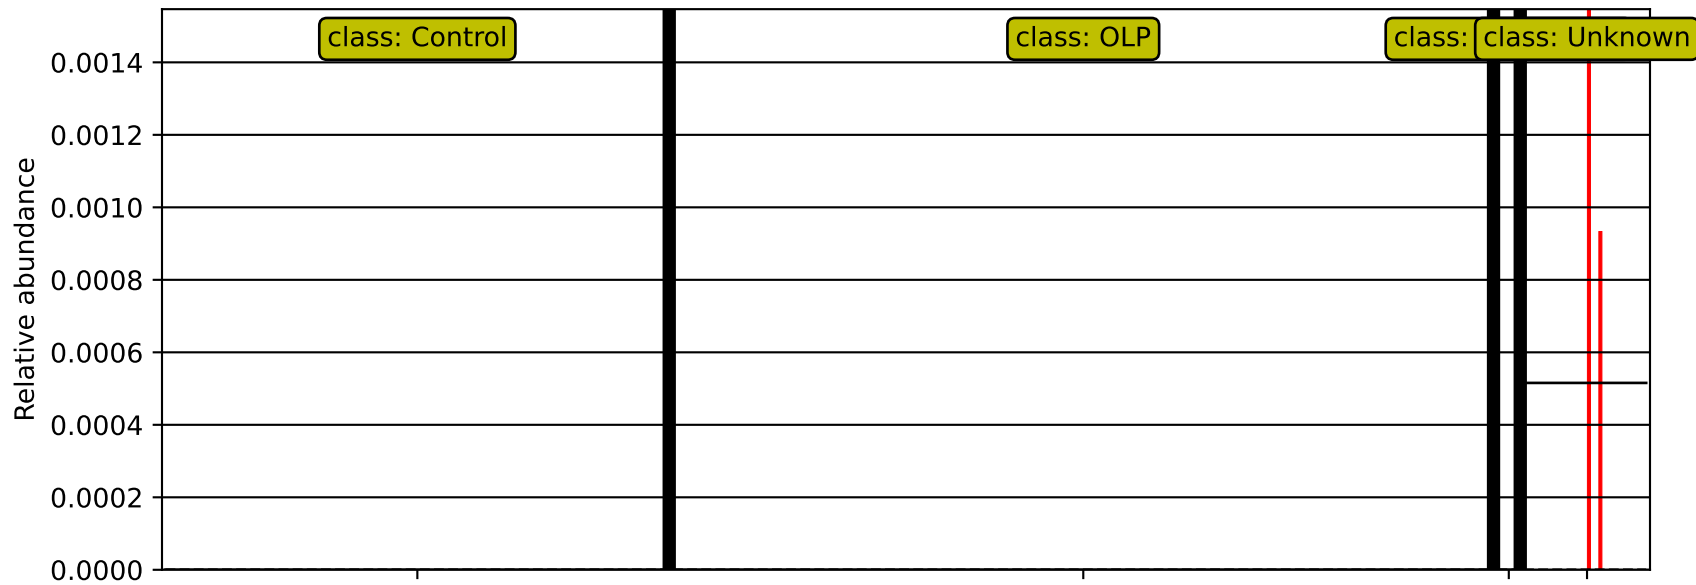 class: Control
class: OLP
class:
class: Unknown
0.0014
0.0012
0.0010
0.0008
0.0006
0.0004
0.0002
0.0000
Relative abundance